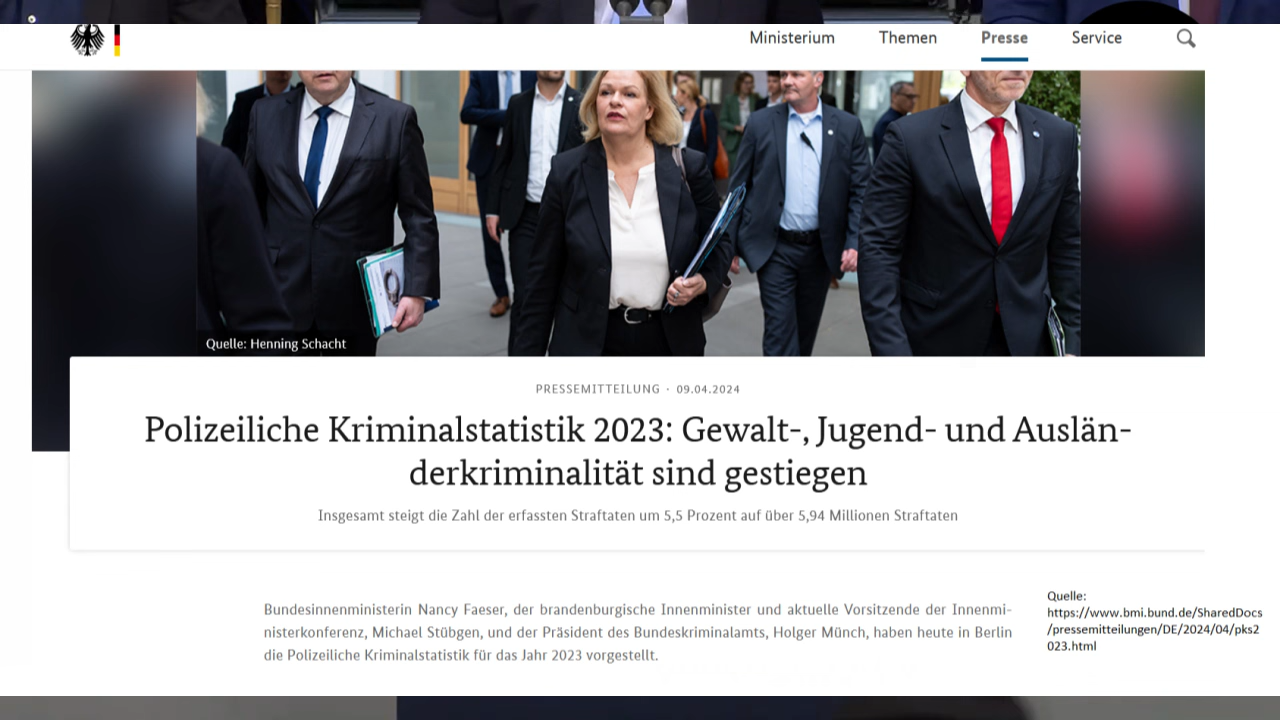 Ministerium Themen Presse Service
Quelle: Henning Schacht
PRESSEMITTEILUNG · 09.04.2024
Polizeiliche Kriminalstatistik 2023: Gewalt-, Jugend- und Auslän-
derkriminalität sind gestiegen
Insgesamt steigt die Zahl der erfassten Straftaten um 5,5 Prozent auf über 5,94 Millionen Straftaten
Bundesinnenministerin Nancy Faeser, der brandenburgische Innenminister und aktuelle Vorsitzende der Innenmi-
nisterkonferenz, Michael Stübgen, und der Präsident des Bundeskriminalamts, Holger Münch, haben heute in Berlin
die Polizeiliche Kriminalstatistik für das Jahr 2023 vorgestellt.
Quelle:
https://www.bmi.bund.de/SharedDocs
/pressemitteilungen/DE/2024/04/pks2
023.html